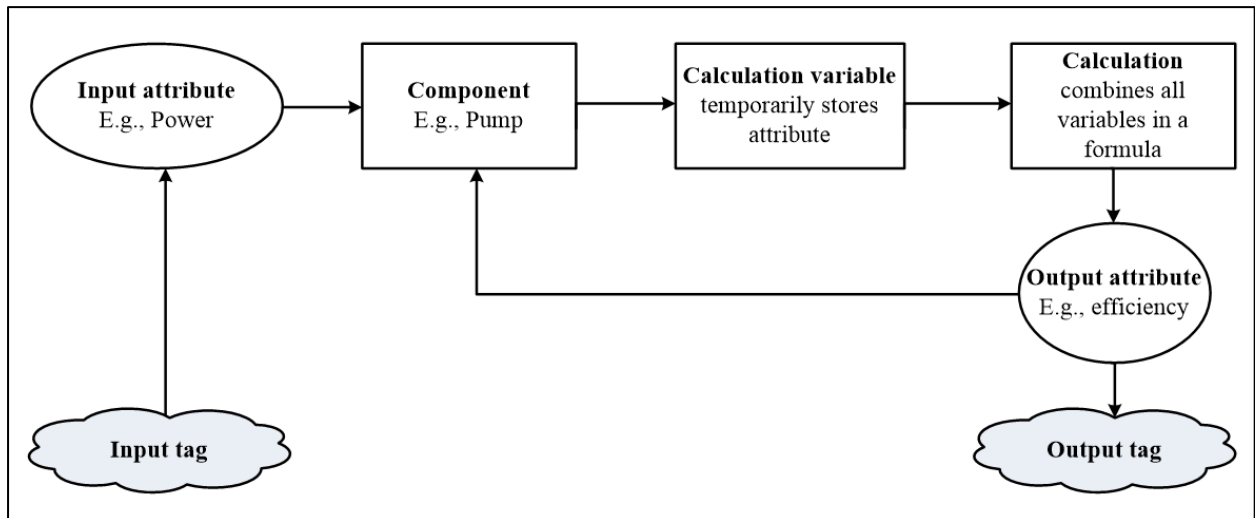 Input attribute
E.g., Power
Component
E.g., Pump
Calculation variable
temporarily stores
attribute
Calculation
combines all
variables in a
formula
Output attribute
E.g., efficiency
Input tag
Output tag